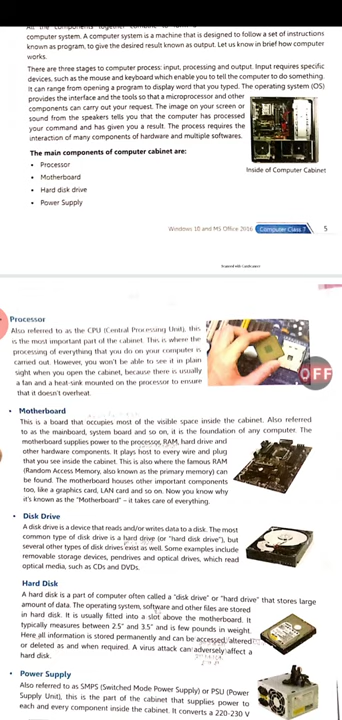 computer system. A computer system is a machine that is designed to follow a set of instructions
known as program, to give the desired result known as output. Let us know in brief how computer
works.
There are three stages to computer process: input, processing and output. Input requires specific
devices, such as the mouse and keyboard which enable you to tell the computer to do something.
It can range from opening a program to display word that you typed. The operating system (OS)
provides the interface and the tools so that a microprocessor and other
components can carry out your request. The image on your screen or
sound from the speakers tells you that the computer has processed
your command and has given you a result. The process requires the
interaction of many components of hardware and multiple softwares.
The main components of computer cabinet are:
• Processor
• Motherboard
• Hard disk drive
• Power Supply
Inside of Computer Cabinet
Windows 10 and MS Office 2016 Computer Class 7 5
Processor
Also referred to as the CPU (Central Processing Unit), this
is the most important part of the cabinet. This is where the
processing of everything that you do on your computer is
carried out. However, you won't be able to see it in plain
sight when you open the cabinet, because there is usually
a fan and a heat-sink mounted on the processor to ensure
that it doesn't overheat.
OFF
• Motherboard
This is a board that occupies most of the visible space inside the cabinet. Also referred
to as the mainboard, system board and so on, it is the foundation of any computer. The
motherboard supplies power to the processor, RAM, hard drive and
other hardware components. It plays host to every wire and plug
that you see inside the cabinet. This is also where the famous RAM
(Random Access Memory, also known as the primary memory) can
be found. The motherboard houses other important components
too, like a graphics card, LAN card and so on. Now you know why
it's known as the "Motherboard" – it takes care of everything.
• Disk Drive
A disk drive is a device that reads and/or writes data to a disk. The most
common type of disk drive is a hard drive (or "hard disk drive"), but
several other types of disk drives exist as well. Some examples include
removable storage devices, pendrives and optical drives, which read
optical media, such as CDs and DVDs.
Hard Disk
A hard disk is a part of computer often called a "disk drive" or "hard drive" that stores large
amount of data. The operating system, software and other files are stored
in hard disk. It is usually fitted into a slot above the motherboard. It
typically measures between 2.5" and 3.5" and is few pounds in weight.
Here all information is stored permanently and can be accessed/altered
or deleted as and when required. A virus attack can adversely affect a
hard disk.
• Power Supply
Also referred to as SMPS (Switched Mode Power Supply) or PSU (Power
Supply Unit), this is the part of the cabinet that supplies power to
each and every component inside the cabinet. It converts a 220-230 V